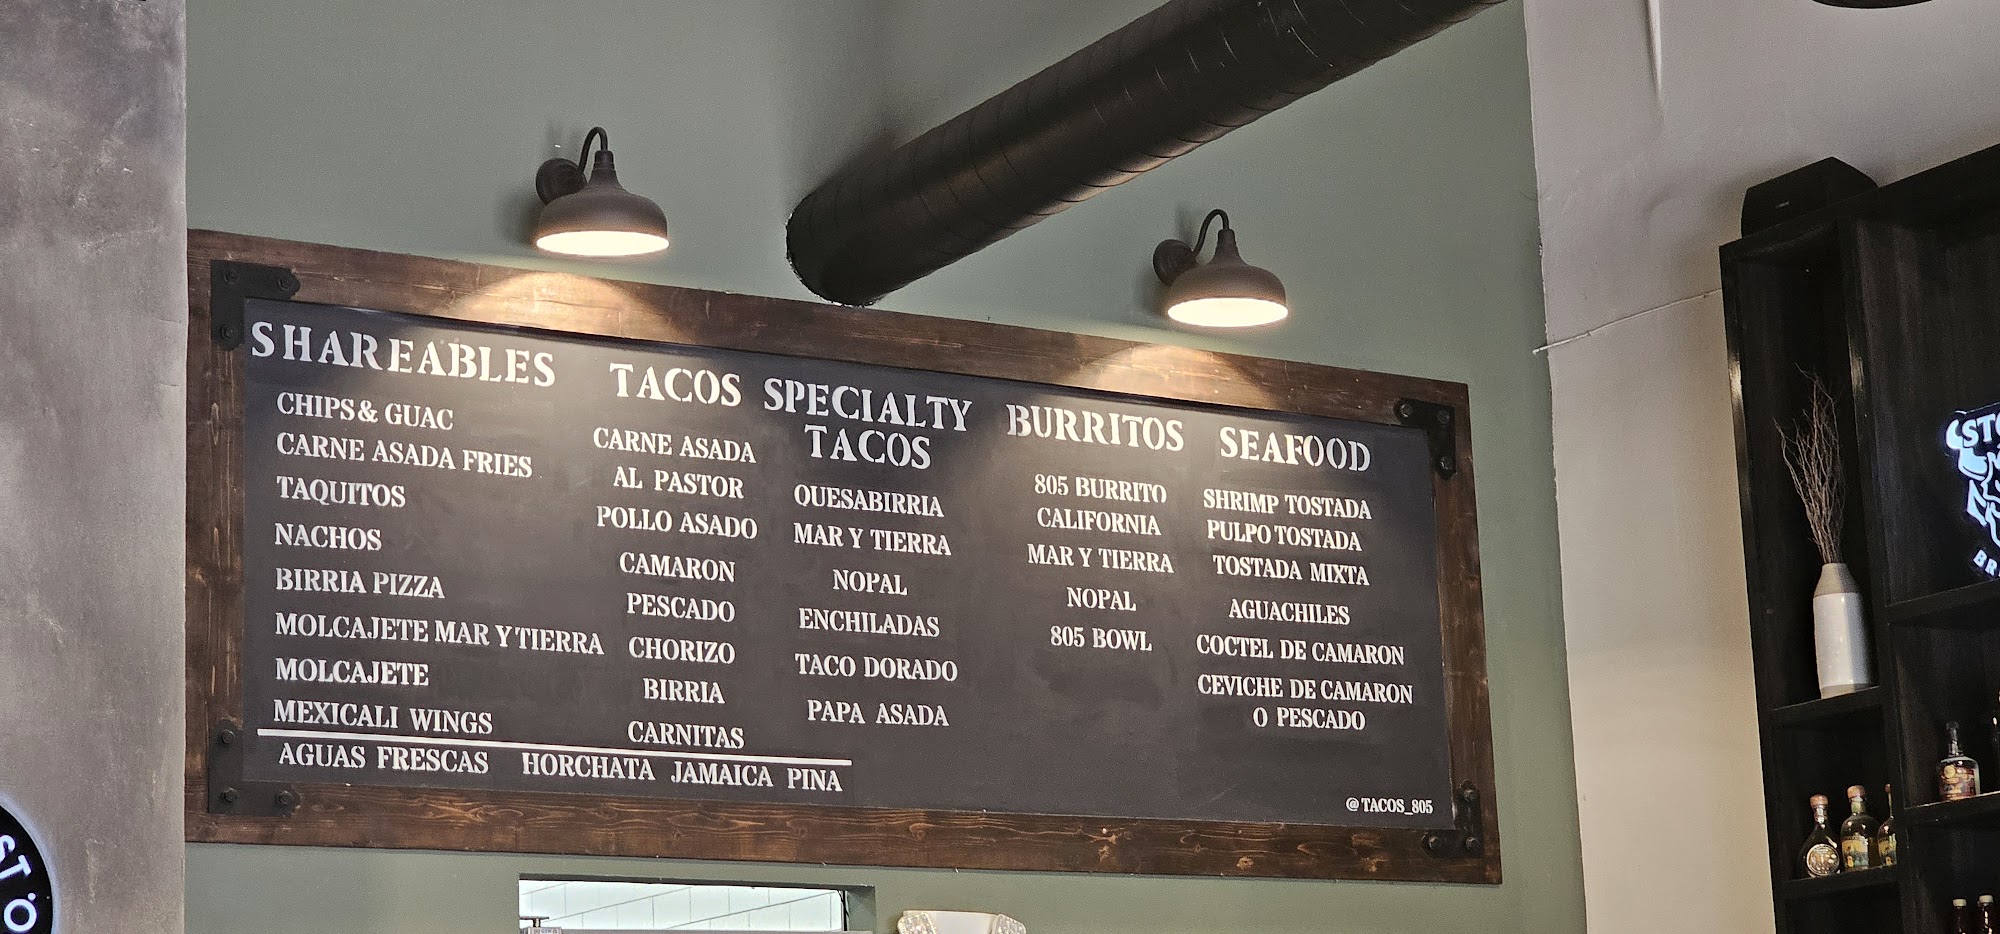 SHAREABLES
CHIPS & GUAC
CARNE ASADA FRIES
TAQUITOS
NACHOS
BIRRIA PIZZA
MOLCAJETE MAR Y TIERRA
MOLCAJETE
MEXICALI WINGS
TACOS
CARNE ASADA
AL PASTOR
POLLO ASADO
CAMARON
PESCADO
CHORIZO
BIRRIA
CARNITAS
SPECIALTY
TACOS
QUESABIRRIA
MAR Y TIERRA
NOPAL
ENCHILADAS
TACO DORADO
PAPA ASADA
BURRITOS
805 BURRITO
CALIFORNIA
MAR Y TIERRA
NOPAL
805 BOWL
SEAFOOD
SHRIMP TOSTADA
PULPO TOSTADA
TOSTADA MIXTA
AGUACHILES
COCTEL DE CAMARON
CEVICHE DE CAMARON
O PESCADO
AGUAS FRESCAS HORCHATA JAMAICA PINA
@TACOS_805